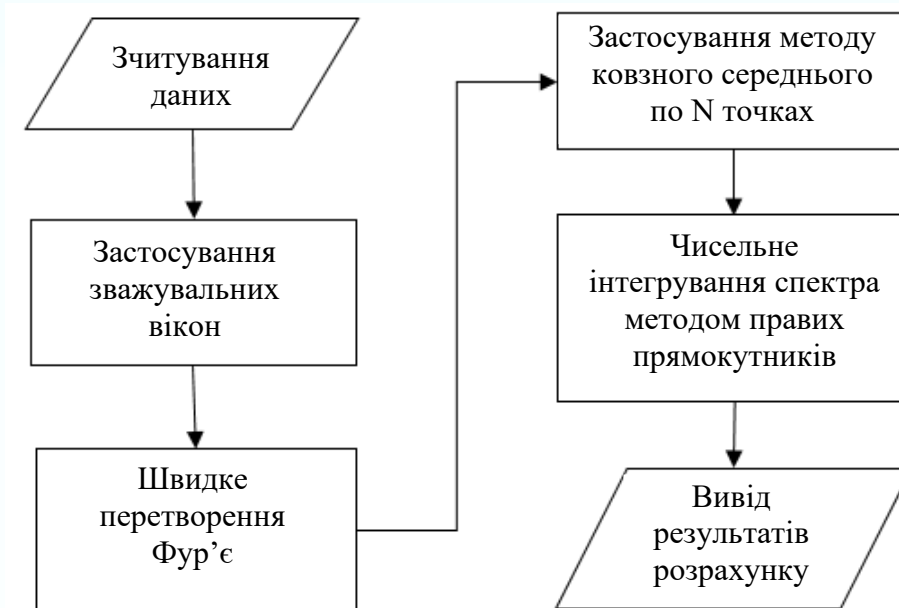 Зчитування
даних
Застосування
зважувальних
вікон
Швидке
перетворення
Фур’є
Застосування методу
ковзного середнього
по N точках
Чисельне
інтегрування спектра
методом правих
прямокутників
Вивід
результатів
розрахунку